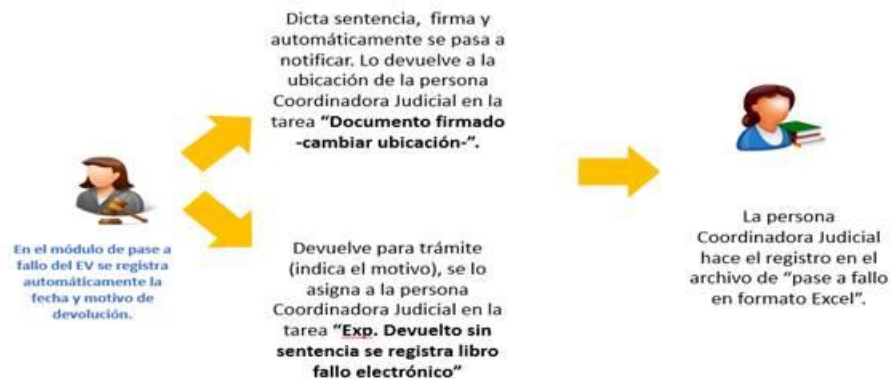 En el módulo de pase a
fallo del EV se registra
automáticamente la
fecha y motivo de
devolución.
Dicta sentencia, firma y
automáticamente se pasa a
notificar. Lo devuelve a la
ubicación de la persona
Coordinadora Judicial en la
tarea “Documento firmado
-cambiar ubicación-”.
Devuelve para trámite
(indica el motivo), se lo
asigna a la persona
Coordinadora Judicial en la
tarea “Exp. Devuelto sin
sentencia se registra libro
fallo electrónico”
La persona
Coordinadora Judicial
hace el registro en el
archivo de “pase a fallo
en formato Excel”.